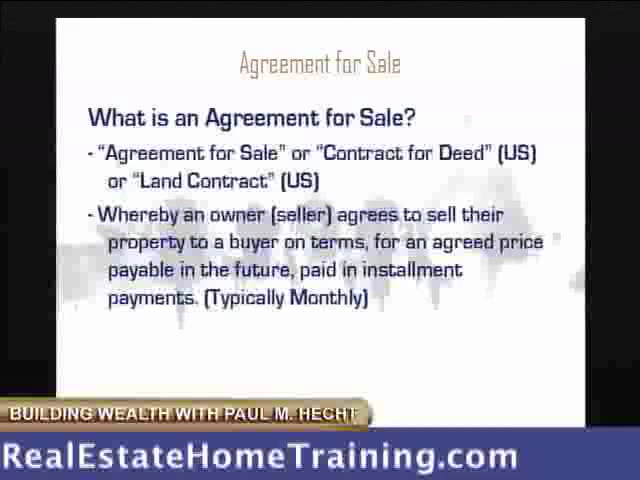 Agreement for Sale
What is an Agreement for Sale?
- "Agreement for Sale" or "Contract for Deed" (US)
or "Land Contract" (US)
- Whereby an owner (seller) agrees to sell their
property to a buyer on terms, for an agreed price
payable in the future, paid in installment
payments. (Typically Monthly)
BUILDING WEALTH WITH PAUL M. HECHT
RealEstateHomeTraining.com